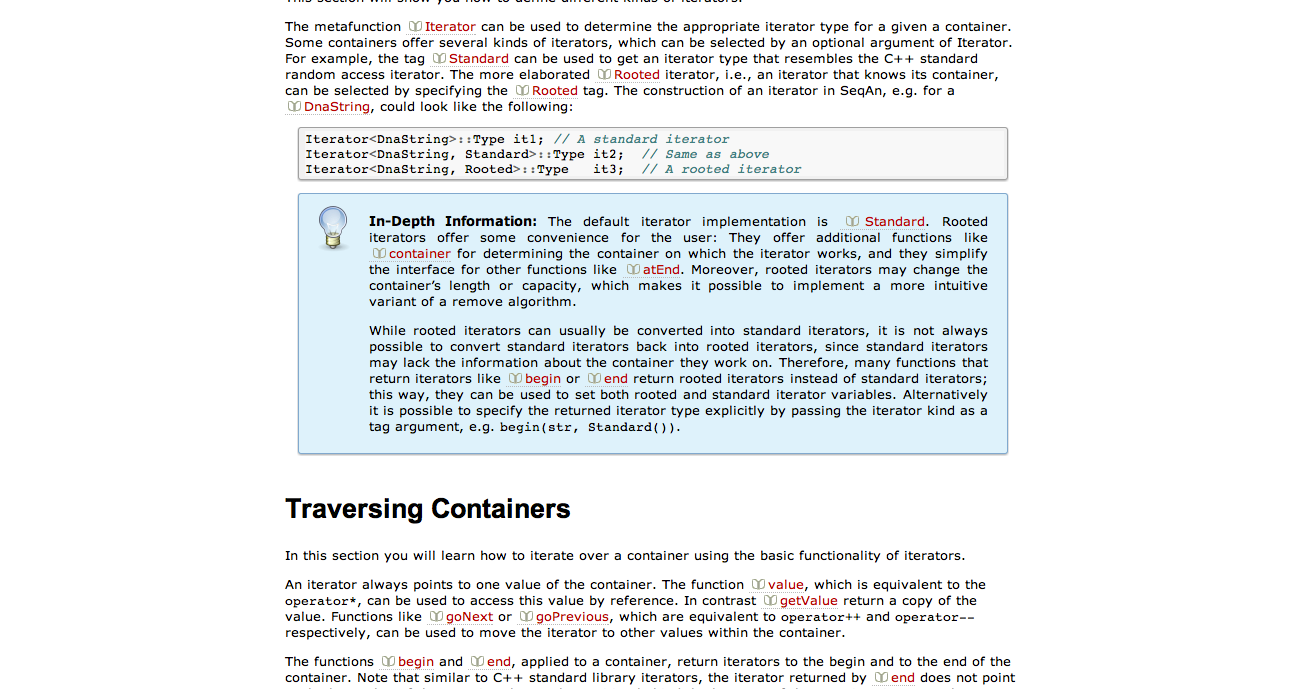 This section will show you how to define different kinds of iterators.
The metafunction Iterator can be used to determine the appropriate iterator type for a given a container.
Some containers offer several kinds of iterators, which can be selected by an optional argument of Iterator.
For example, the tag Standard can be used to get an iterator type that resembles the C++ standard
random access iterator. The more elaborated Rooted iterator, i.e., an iterator that knows its container,
can be selected by specifying the Rooted tag. The construction of an iterator in SeqAn, e.g. for a
DnaString, could look like the following:
Iterator<DnaString>::Type it1; // A standard iterator
Iterator<DnaString, Standard>::Type it2;  // Same as above
Iterator<DnaString, Rooted>::Type   it3;  // A rooted iterator
In-Depth Information: The default iterator implementation is Standard. Rooted
iterators offer some convenience for the user: They offer additional functions like
container for determining the container on which the iterator works, and they simplify
the interface for other functions like atEnd. Moreover, rooted iterators may change the
container's length or capacity, which makes it possible to implement a more intuitive
variant of a remove algorithm.
While rooted iterators can usually be converted into standard iterators, it is not always
possible to convert standard iterators back into rooted iterators, since standard iterators
may lack the information about the container they work on. Therefore, many functions that
return iterators like begin or end return rooted iterators instead of standard iterators;
this way, they can be used to set both rooted and standard iterator variables. Alternatively
it is possible to specify the returned iterator type explicitly by passing the iterator kind as a
tag argument, e.g. begin(str, Standard()).
Traversing Containers
In this section you will learn how to iterate over a container using the basic functionality of iterators.
An iterator always points to one value of the container. The function value, which is equivalent to the
operator*, can be used to access this value by reference. In contrast getValue return a copy of the
value. Functions like goNext or goPrevious, which are equivalent to operator++ and operator--
respectively, can be used to move the iterator to other values within the container.
The functions begin and end, applied to a container, return iterators to the begin and to the end of the
container. Note that similar to C++ standard library iterators, the iterator returned by end does not point